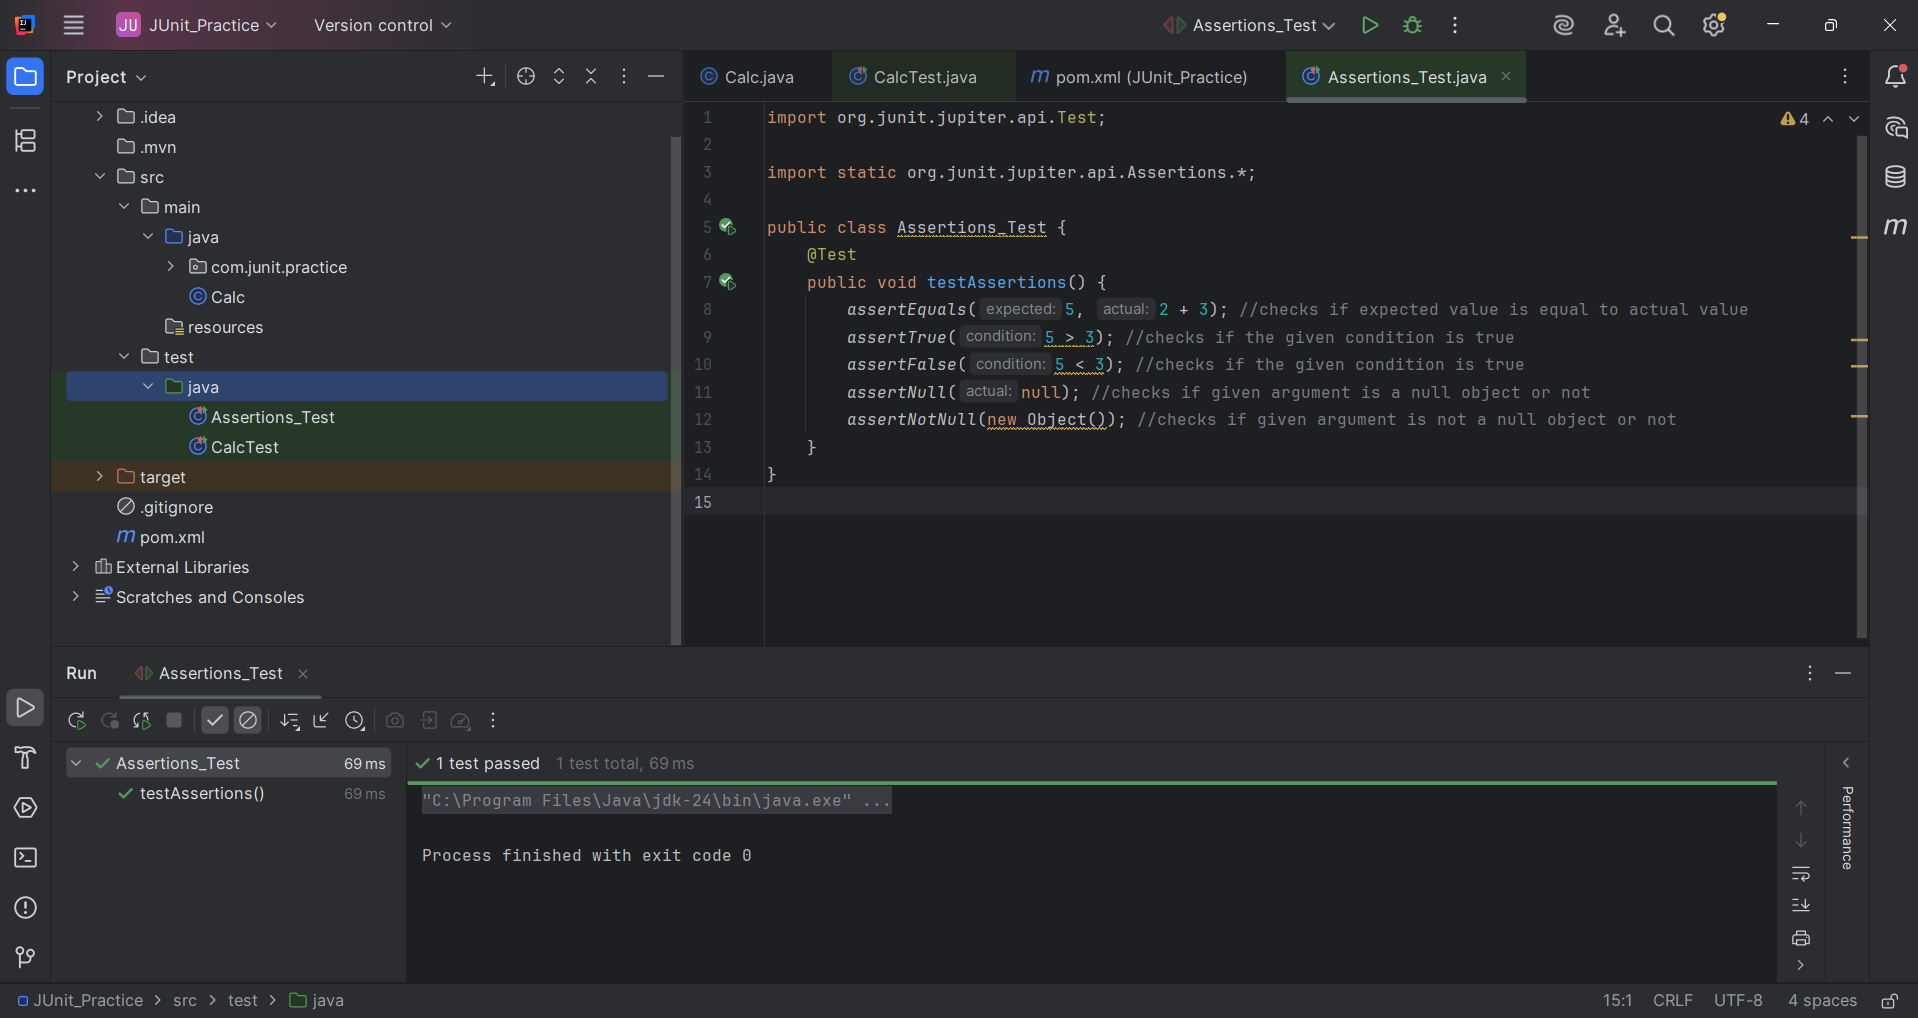 JU JUnit_Practice Version control Assertions_Test
Project
Calc.java CalcTest.java m pom.xml (JUnit_Practice) Assertions_Test.java
.idea
.mvn
src
main
java
com.junit.practice
Calc
resources
test
java
Assertions_Test
CalcTest
target
.gitignore
m pom.xml
External Libraries
Scratches and Consoles
4
1 import org.junit.jupiter.api.Test;
2
3 import static org.junit.jupiter.api.Assertions.*;
4
5 public class Assertions_Test {
6 @Test
7 public void testAssertions() {
8 assertEquals( expected: 5, actual: 2 + 3); //checks if expected value is equal to actual value
9 assertTrue( condition: 5 > 3); //checks if the given condition is true
10 assertFalse( condition: 5 < 3); //checks if the given condition is true
11 assertNull( actual: null); //checks if given argument is a null object or not
12 assertNotNull(new Object()); //checks if given argument is not a null object or not
13 }
14 }
15
m
Run Assertions_Test
Assertions_Test 69 ms
testAssertions() 69 ms
1 test passed 1 test total, 69 ms
"C:\Program Files\Java\jdk-24\bin\java.exe" ...
Process finished with exit code 0
Performance
JUnit_Practice > src > test > java
15:1 CRLF UTF-8 4 spaces